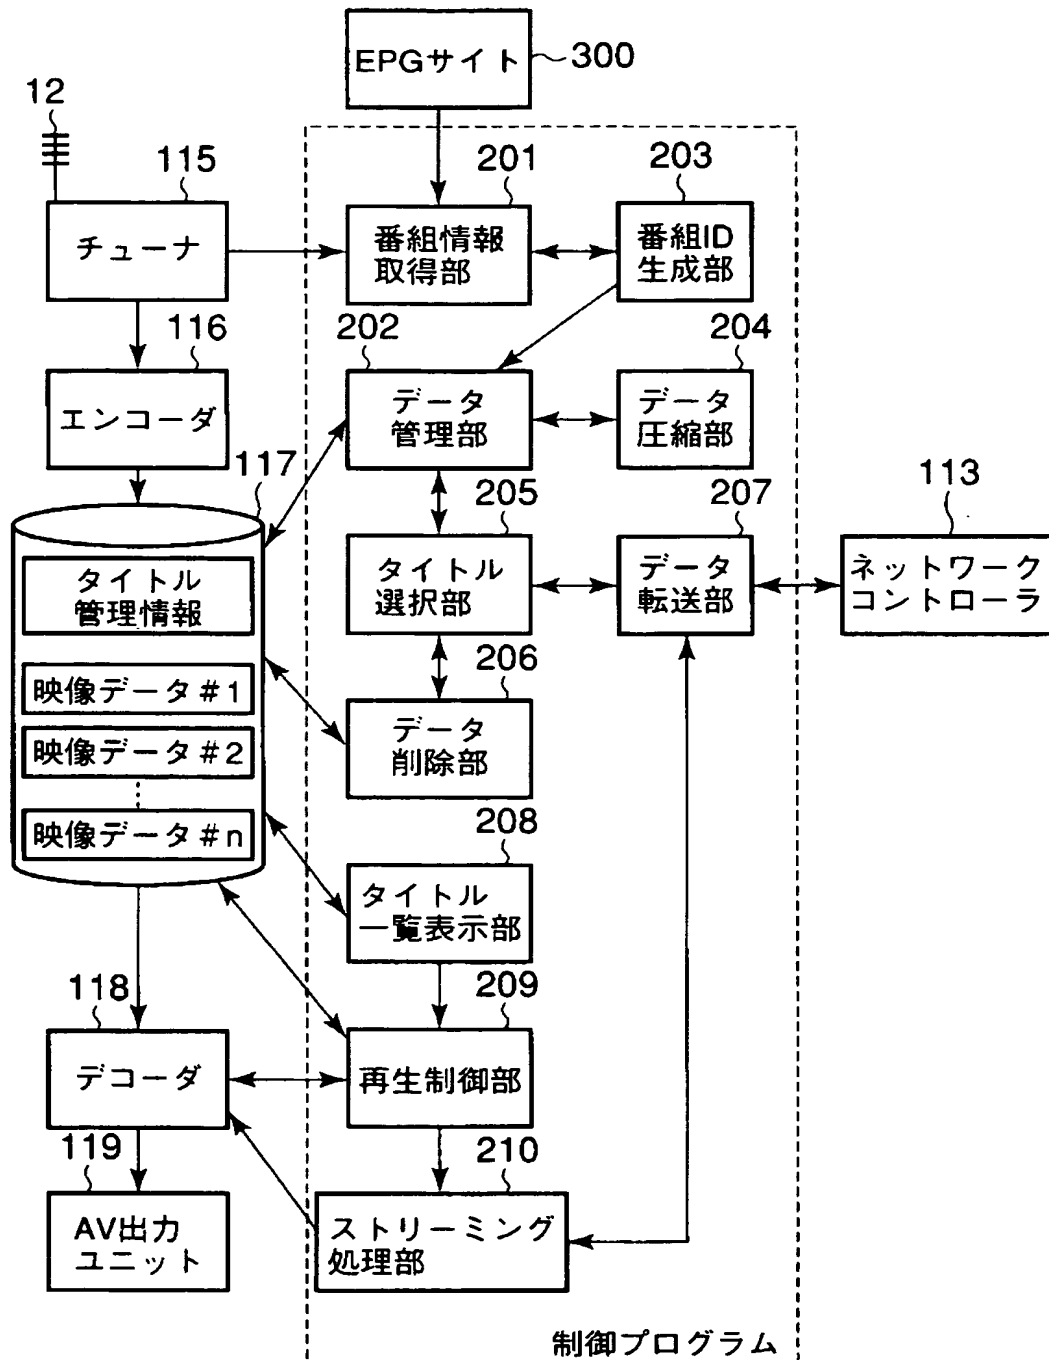 EPGサイト
300
12
115
201
203
チューナ
番組情報
取得部
番組ID
生成部
116
202
204
エンコーダ
データ
管理部
データ
圧縮部
117
205
207
113
タイトル
管理情報
タイトル
選択部
データ
転送部
ネットワーク
コントローラ
206
映像データ#1
映像データ#2
データ
削除部
映像データ#n
208
タイトル
一覧表示部
118
209
デコーダ
再生制御部
119
210
AV出力
ユニット
ストリーミング
処理部
制御プログラム